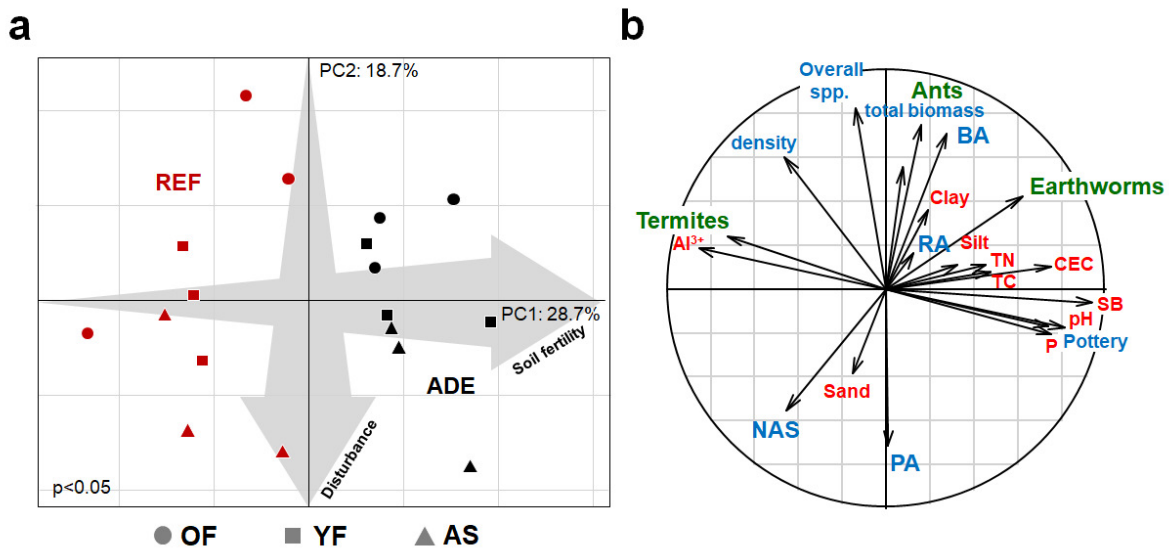 a
PC2: 18.7%
REF
PC1: 28.7%
Soil fertility
ADE
Disturbance
p<0.05
OF
YF
AS
b
Overall
spp.
Ants
total biomass
BA
density
Earthworms
Clay
Termites
Al³⁺
RA
Silt
TN
CEC
TC
SB
pH
P
Pottery
Sand
NAS
PA